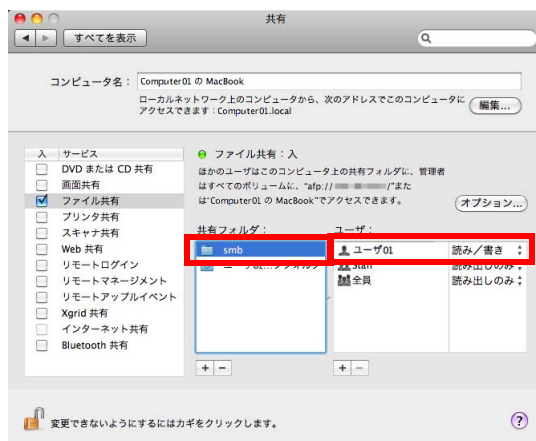 共有
すべてを表示
コンピュータ名： Computer01 の MacBook
ローカルネットワーク上のコンピュータから、次のアドレスでこのコンピュータに
アクセスできます：Computer01.local
編集...
入 サービス
DVD または CD 共有
画面共有
ファイル共有
プリンタ共有
スキャナ共有
Web 共有
リモートログイン
リモートマネージメント
リモートアップルイベント
Xgrid 共有
インターネット共有
Bluetooth 共有
ファイル共有：入
ほかのユーザはこのコンピュータ上の共有フォルダに、管理者
はすべてのボリュームに、"afp:// /"また
は"Computer01 の MacBook"でアクセスできます。
オプション...
共有フォルダ：
smb
ユーザ：
ユーザ01 読み／書き
Staff 読み出しのみ
全員 読み出しのみ
+ −
+ −
変更できないようにするにはカギをクリックします。
?